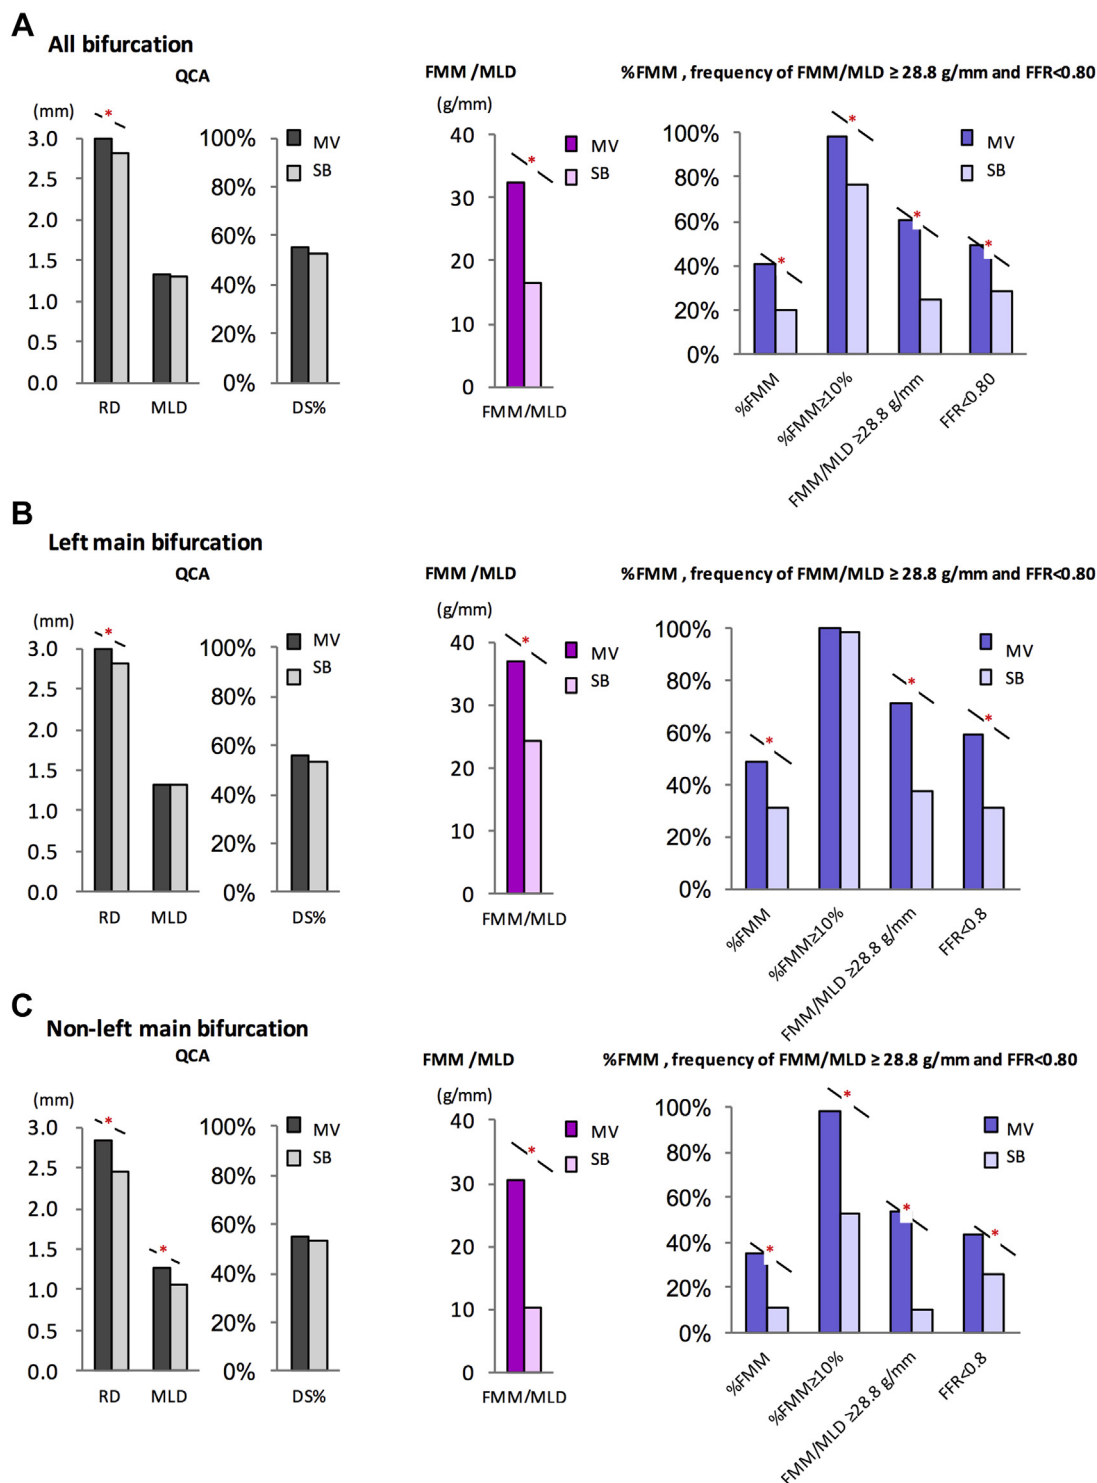 A
All bifurcation
QCA
FMM /MLD
%FMM , frequency of FMM/MLD ≥ 28.8 g/mm and FFR<0.80
(mm)
*
3.0
2.5
2.0
1.5
1.0
0.5
0.0
RD
MLD
100%
80%
60%
40%
20%
0%
DS%
MV
SB
(g/mm)
40
30
20
10
0
*
FMM/MLD
MV
SB
100%
80%
60%
40%
20%
0%
*
*
*
*
%FMM
%FMM≥10%
FMM/MLD ≥28.8 g/mm
FFR<0.80
MV
SB
B
Left main bifurcation
QCA
FMM /MLD
%FMM , frequency of FMM/MLD ≥ 28.8 g/mm and FFR<0.80
(mm)
*
3.0
2.5
2.0
1.5
1.0
0.5
0.0
RD
MLD
100%
80%
60%
40%
20%
0%
DS%
MV
SB
(g/mm)
40
30
20
10
0
*
FMM/MLD
MV
SB
100%
80%
60%
40%
20%
0%
*
*
*
%FMM
%FMM≥10%
FMM/MLD ≥28.8 g/mm
FFR<0.8
MV
SB
C
Non-left main bifurcation
QCA
FMM /MLD
%FMM , frequency of FMM/MLD ≥ 28.8 g/mm and FFR<0.80
(mm)
*
*
3.0
2.5
2.0
1.5
1.0
0.5
0.0
RD
MLD
100%
80%
60%
40%
20%
0%
DS%
MV
SB
(g/mm)
40
30
20
10
0
*
FMM/MLD
MV
SB
100%
80%
60%
40%
20%
0%
*
*
*
*
%FMM
%FMM≥10%
FMM/MLD ≥28.8 g/mm
FFR<0.8
MV
SB